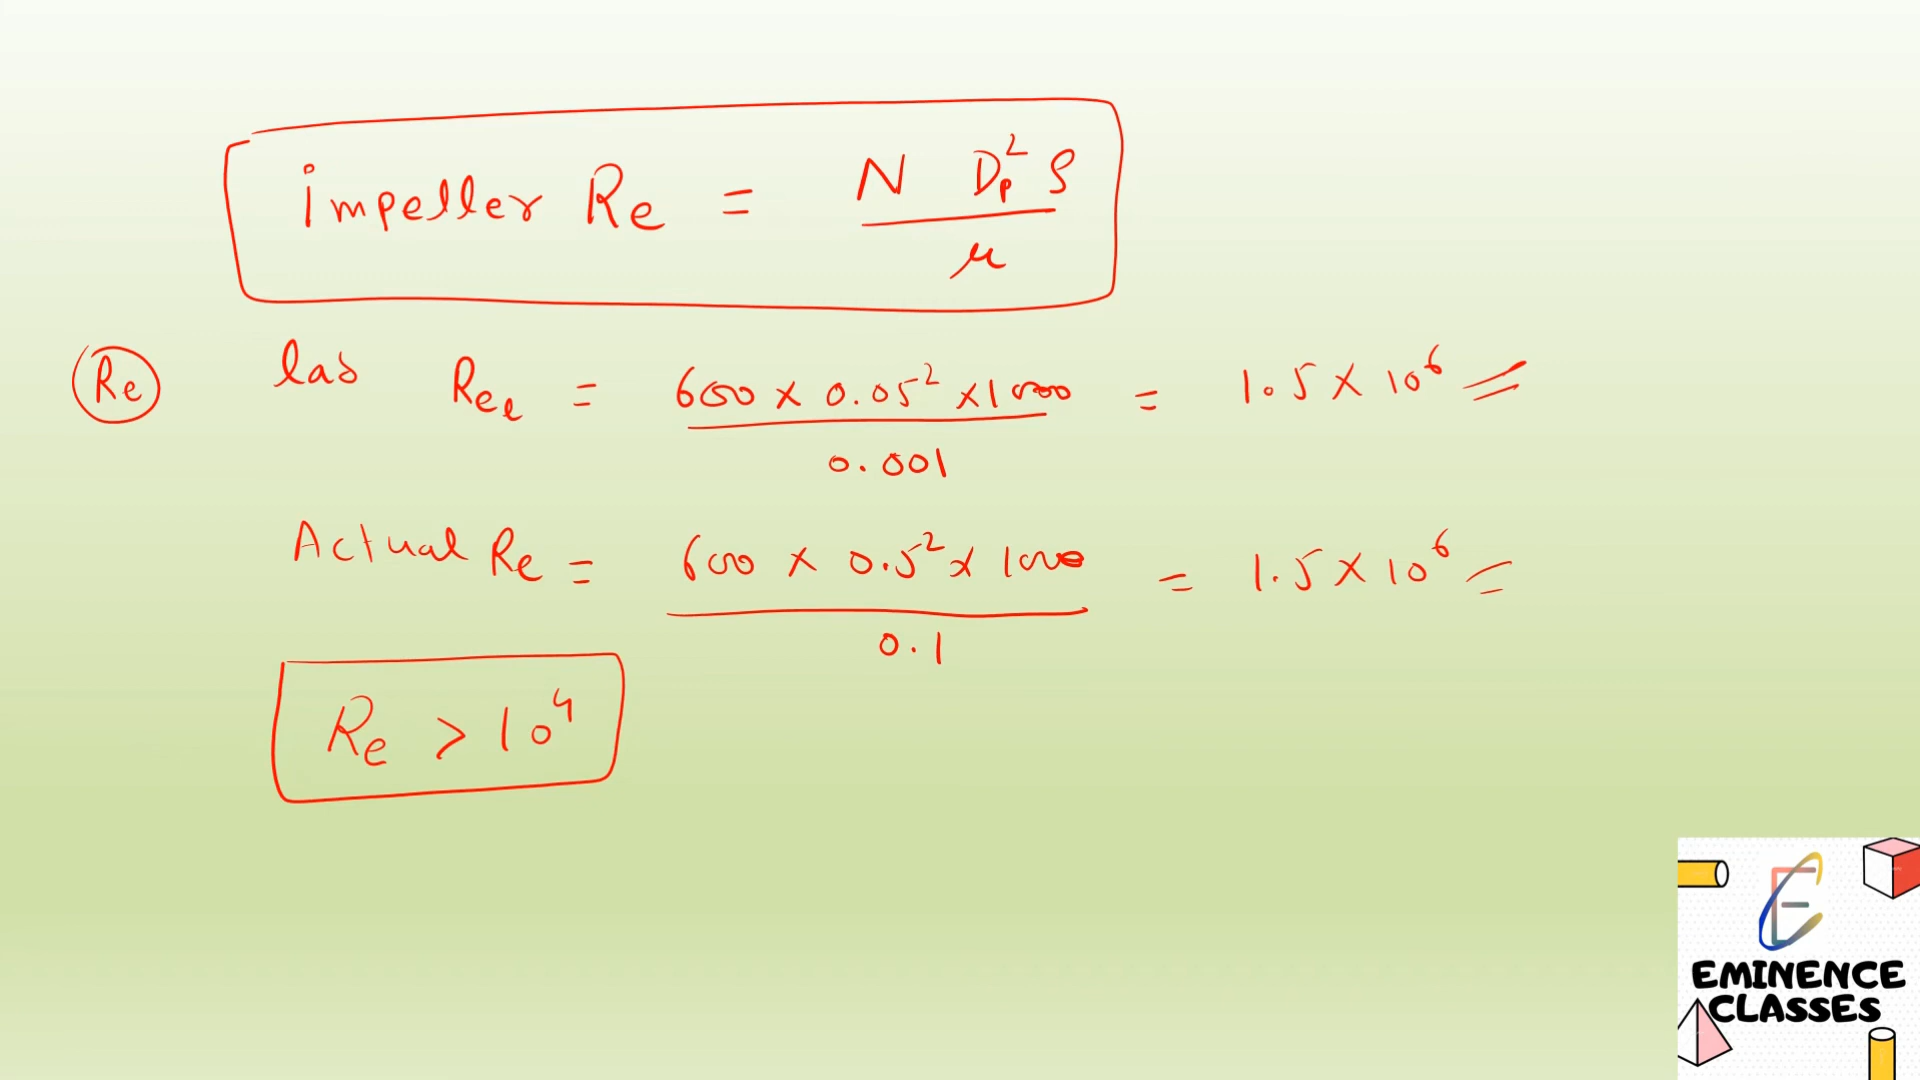 impeller Re = N Dp² ρ / μ
Re lab Reℓ = 600 × 0.05² × 1000 / 0.001 = 1.5 × 10⁶
Actual Re = 600 × 0.5² × 1000 / 0.1 = 1.5 × 10⁶
Re > 10⁴
EMINENCE
CLASSES